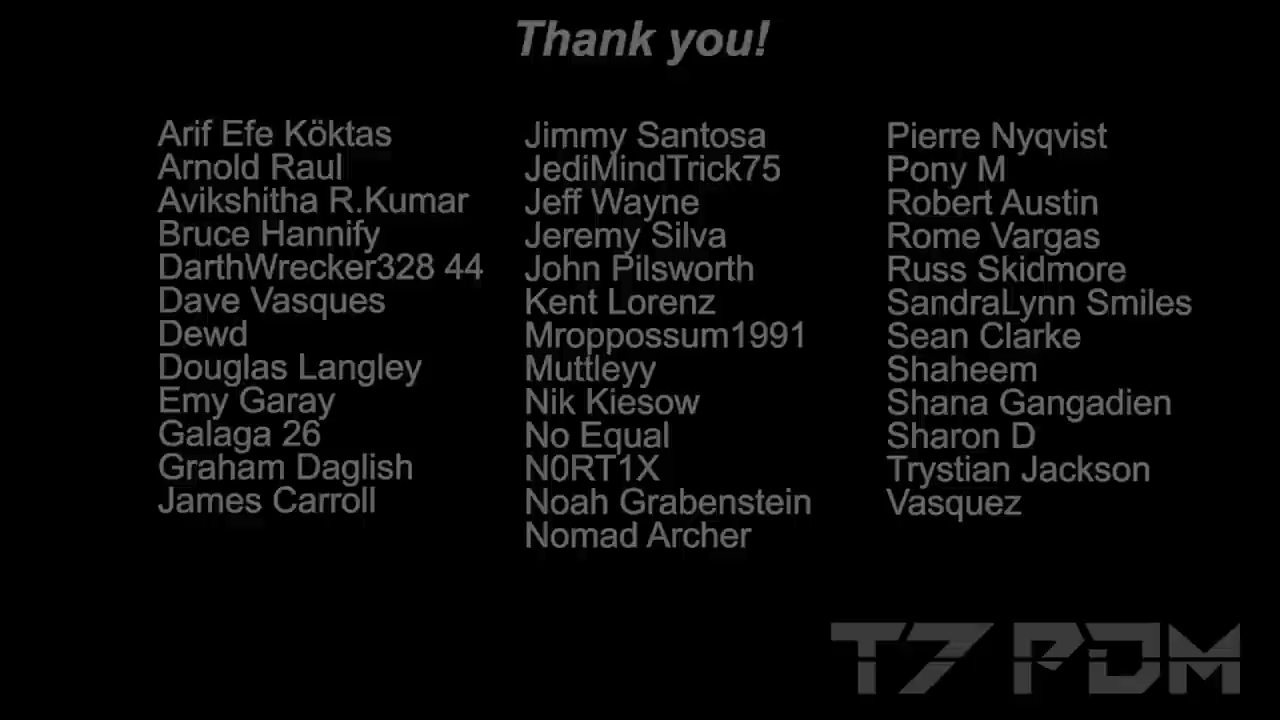 Thank you!
Arif Efe Köktas
Arnold Raul
Avikshitha R.Kumar
Bruce Hannify
DarthWrecker328 44
Dave Vasques
Dewd
Douglas Langley
Emy Garay
Galaga 26
Graham Daglish
James Carroll
Jimmy Santosa
JediMindTrick75
Jeff Wayne
Jeremy Silva
John Pilsworth
Kent Lorenz
Mroppossum1991
Muttleyy
Nik Kiesow
No Equal
N0RT1X
Noah Grabenstein
Nomad Archer
Pierre Nyqvist
Pony M
Robert Austin
Rome Vargas
Russ Skidmore
SandraLynn Smiles
Sean Clarke
Shaheem
Shana Gangadien
Sharon D
Trystian Jackson
Vasquez
T7 PDM